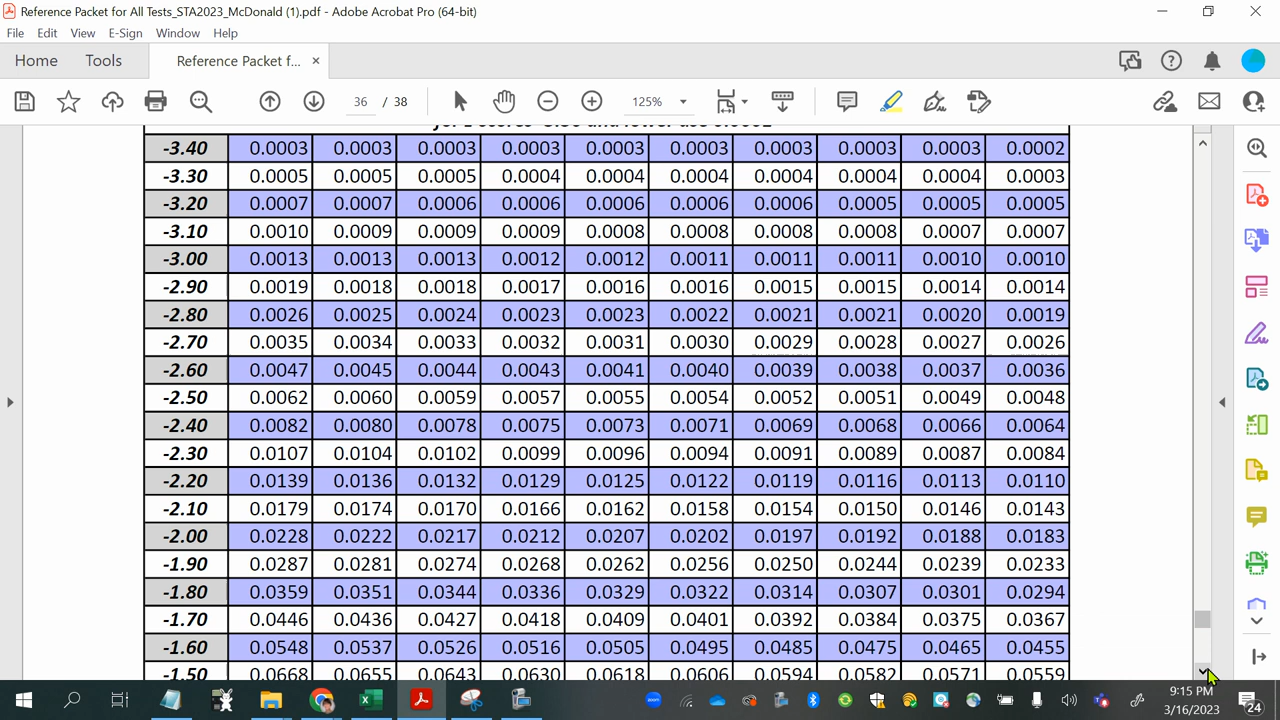 Reference Packet for All Tests_STA2023_McDonald (1).pdf - Adobe Acrobat Pro (64-bit)
File Edit View E-Sign Window Help
Home Tools Reference Packet f... ×
36 / 38 125%
-3.40 0.0003 0.0003 0.0003 0.0003 0.0003 0.0003 0.0003 0.0003 0.0003 0.0002
-3.30 0.0005 0.0005 0.0005 0.0004 0.0004 0.0004 0.0004 0.0004 0.0004 0.0003
-3.20 0.0007 0.0007 0.0006 0.0006 0.0006 0.0006 0.0006 0.0005 0.0005 0.0005
-3.10 0.0010 0.0009 0.0009 0.0009 0.0008 0.0008 0.0008 0.0008 0.0007 0.0007
-3.00 0.0013 0.0013 0.0013 0.0012 0.0012 0.0011 0.0011 0.0011 0.0010 0.0010
-2.90 0.0019 0.0018 0.0018 0.0017 0.0016 0.0016 0.0015 0.0015 0.0014 0.0014
-2.80 0.0026 0.0025 0.0024 0.0023 0.0023 0.0022 0.0021 0.0021 0.0020 0.0019
-2.70 0.0035 0.0034 0.0033 0.0032 0.0031 0.0030 0.0029 0.0028 0.0027 0.0026
-2.60 0.0047 0.0045 0.0044 0.0043 0.0041 0.0040 0.0039 0.0038 0.0037 0.0036
-2.50 0.0062 0.0060 0.0059 0.0057 0.0055 0.0054 0.0052 0.0051 0.0049 0.0048
-2.40 0.0082 0.0080 0.0078 0.0075 0.0073 0.0071 0.0069 0.0068 0.0066 0.0064
-2.30 0.0107 0.0104 0.0102 0.0099 0.0096 0.0094 0.0091 0.0089 0.0087 0.0084
-2.20 0.0139 0.0136 0.0132 0.0129 0.0125 0.0122 0.0119 0.0116 0.0113 0.0110
-2.10 0.0179 0.0174 0.0170 0.0166 0.0162 0.0158 0.0154 0.0150 0.0146 0.0143
-2.00 0.0228 0.0222 0.0217 0.0212 0.0207 0.0202 0.0197 0.0192 0.0188 0.0183
-1.90 0.0287 0.0281 0.0274 0.0268 0.0262 0.0256 0.0250 0.0244 0.0239 0.0233
-1.80 0.0359 0.0351 0.0344 0.0336 0.0329 0.0322 0.0314 0.0307 0.0301 0.0294
-1.70 0.0446 0.0436 0.0427 0.0418 0.0409 0.0401 0.0392 0.0384 0.0375 0.0367
-1.60 0.0548 0.0537 0.0526 0.0516 0.0505 0.0495 0.0485 0.0475 0.0465 0.0455
-1.50 0.0668 0.0655 0.0643 0.0630 0.0618 0.0606 0.0594 0.0582 0.0571 0.0559
9:15 PM
3/16/2023
24